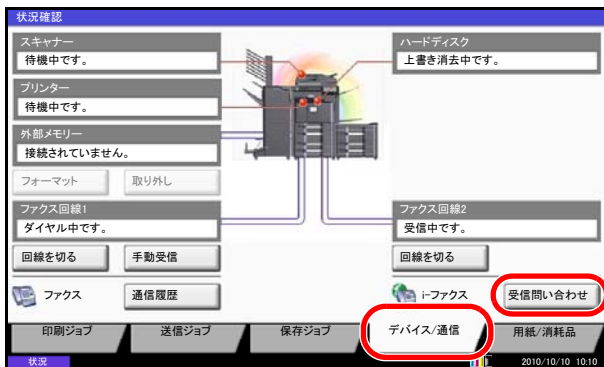 状況確認
スキャナー
待機中です。
プリンター
待機中です。
外部メモリー
接続されていません。
フォーマット 取り外し
ファクス回線1
ダイヤル中です。
回線を切る 手動受信
ファクス 通信履歴
ハードディスク
上書き消去中です。
ファクス回線2
受信中です。
回線を切る
i-ファクス 受信問い合わせ
印刷ジョブ 送信ジョブ 保存ジョブ デバイス/通信 用紙/消耗品
状況 2010/10/10 10:10